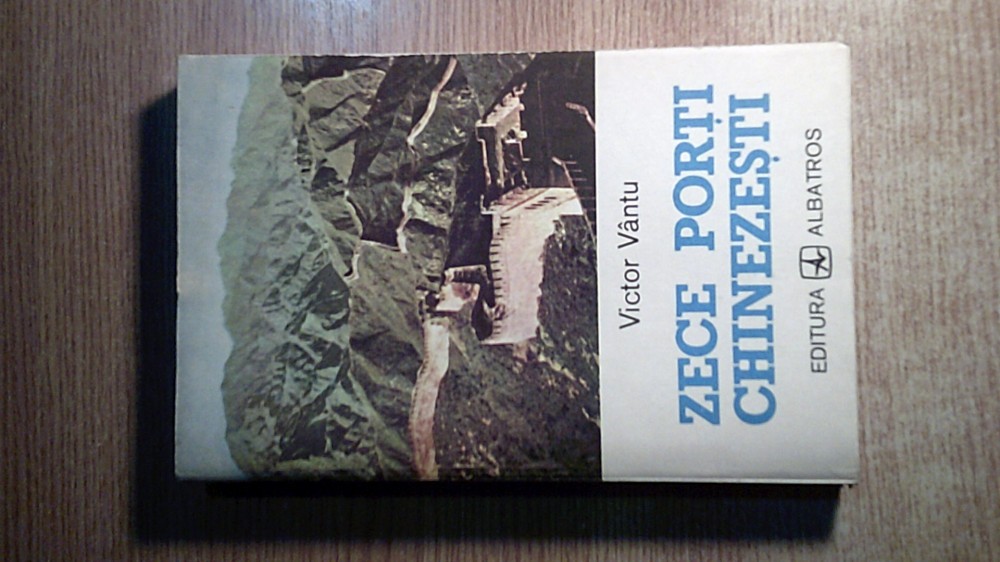 Victor Vântu
ZECE PORȚI
CHINEZEȘTI
EDITURA ALBATROS